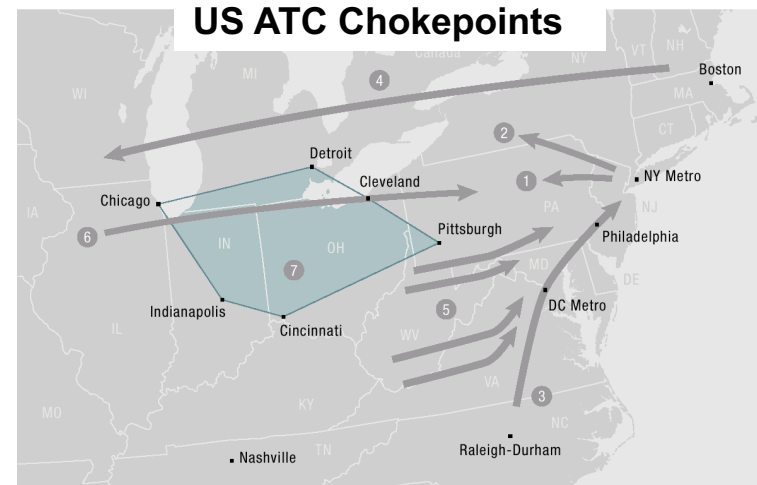 US ATC Chokepoints
Canada
NY
VT
NH
Boston
WI
MI
4
MA
2
CT
Detroit
Cleveland
1
NY Metro
Chicago
IA
PA
NJ
6
IN
OH
Pittsburgh
Philadelphia
7
MD
DE
Indianapolis
5
DC Metro
IL
Cincinnati
WV
VA
3
MO
KY
NC
TN
Raleigh-Durham
Nashville